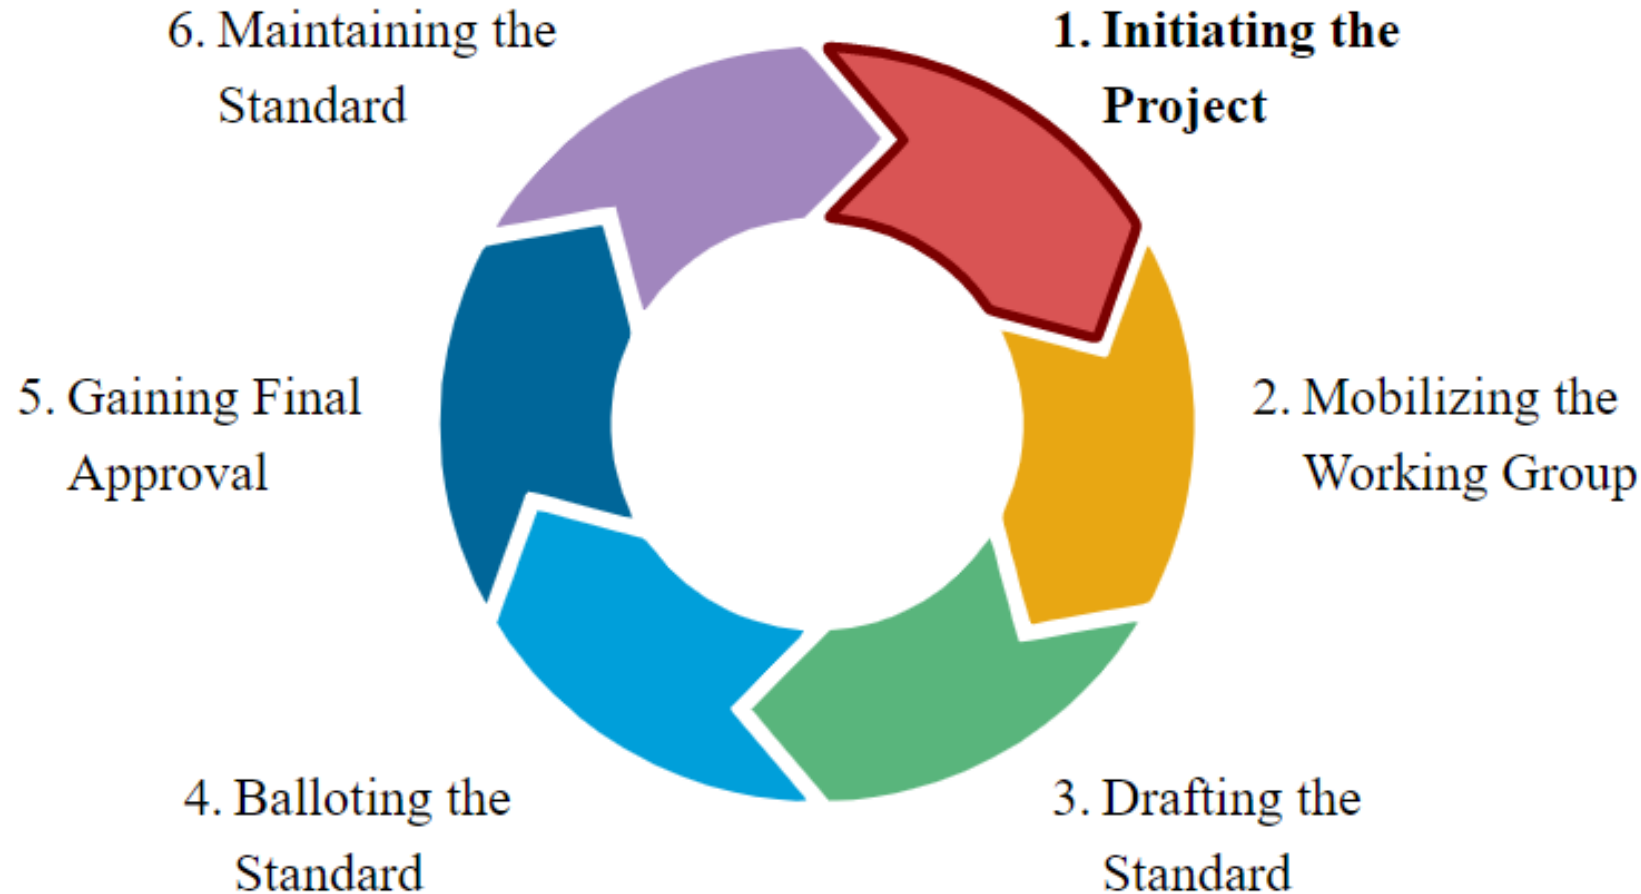 1. Initiating the
Project
2. Mobilizing the
Working Group
3. Drafting the
Standard
4. Balloting the
Standard
5. Gaining Final
Approval
6. Maintaining the
Standard